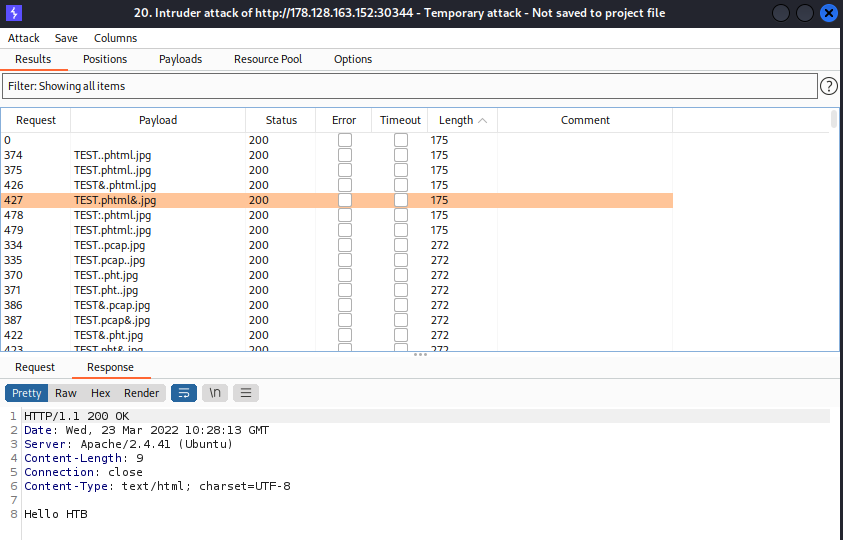 20. Intruder attack of http://178.128.163.152:30344 - Temporary attack - Not saved to project file
Attack Save Columns
Results Positions Payloads Resource Pool Options
Filter: Showing all items ?
Request Payload Status Error Timeout Length Comment
0 200 175
374 TEST..phtml.jpg 200 175
375 TEST.phtml..jpg 200 175
426 TEST&.phtml.jpg 200 175
427 TEST.phtml&.jpg 200 175
478 TEST:.phtml.jpg 200 175
479 TEST.phtml:.jpg 200 175
334 TEST..pcap.jpg 200 272
335 TEST.pcap..jpg 200 272
370 TEST..pht.jpg 200 272
371 TEST.pht..jpg 200 272
386 TEST&.pcap.jpg 200 272
387 TEST.pcap&.jpg 200 272
422 TEST&.pht.jpg 200 272
423 TEST.pht&.jpg 200 272
Request Response
Pretty Raw Hex Render \n
1 HTTP/1.1 200 OK
2 Date: Wed, 23 Mar 2022 10:28:13 GMT
3 Server: Apache/2.4.41 (Ubuntu)
4 Content-Length: 9
5 Connection: close
6 Content-Type: text/html; charset=UTF-8
7
8 Hello HTB